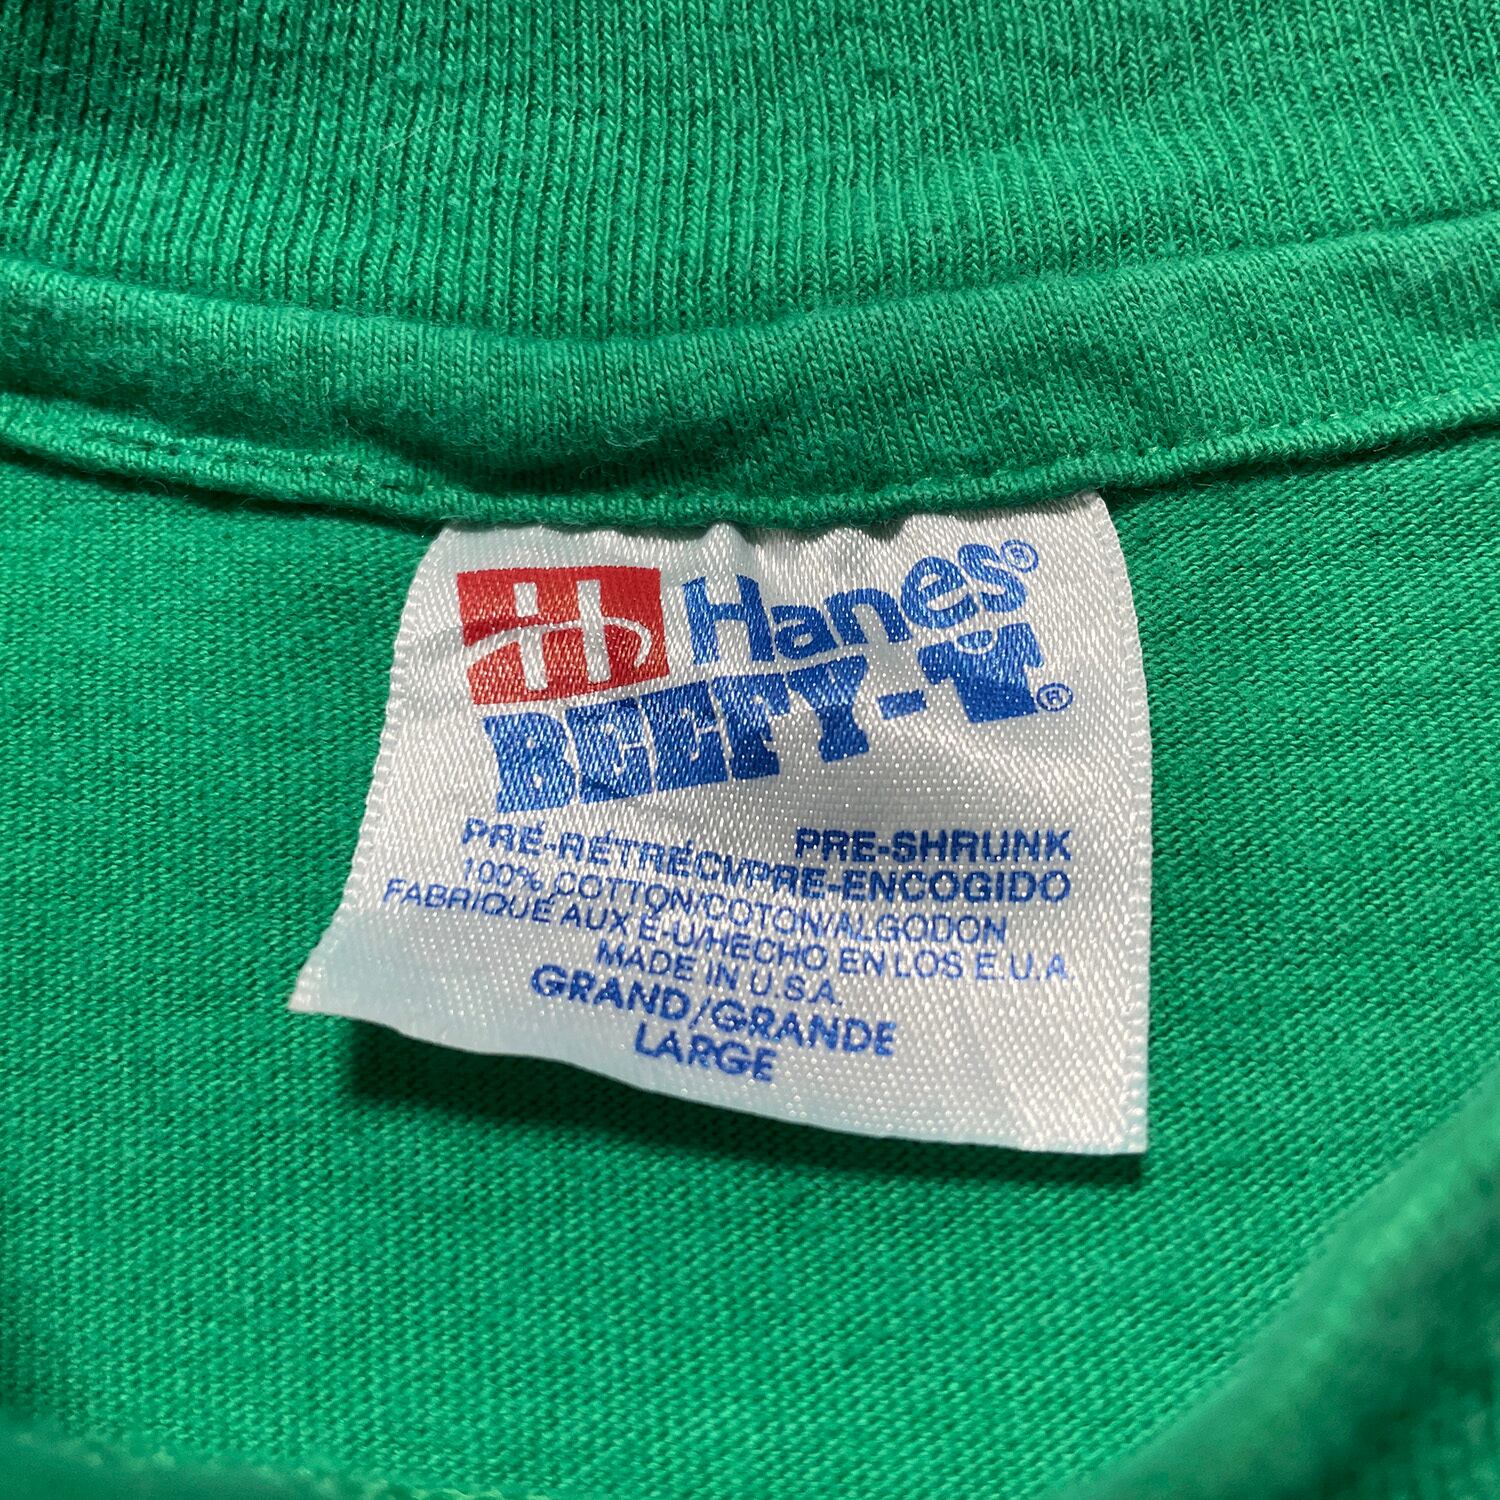 Hanes®
BEEFY-T®
PRE-SHRUNK
PRÉ-RÉTRÉCI/PRE-ENCOGIDO
100% COTTON/COTON/ALGODON
FABRIQUÉ AUX É-U/HECHO EN LOS E.U.A
MADE IN U.S.A.
GRAND/GRANDE
LARGE